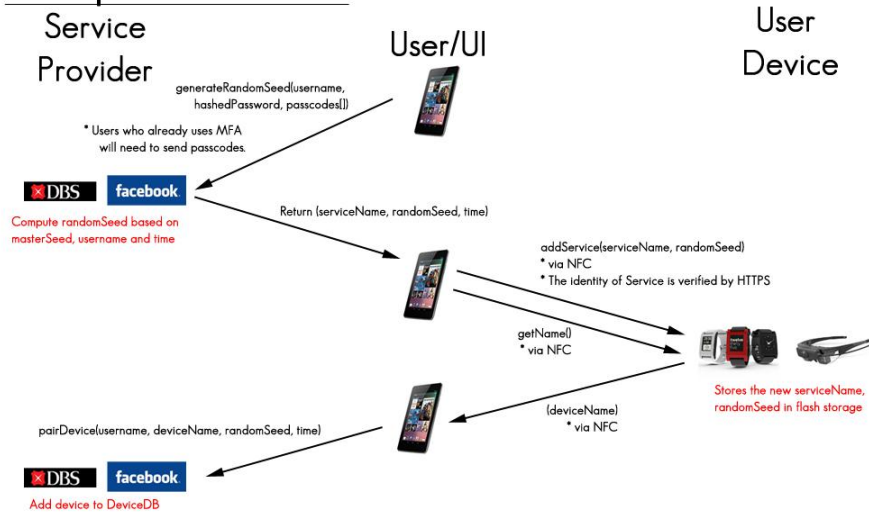 Service
Provider
User/UI
User
Device
generateRandomSeed(username,
hashedPassword, passcodes[])
* Users who already uses MFA
will need to send passcodes.
DBS
facebook.
Compute randomSeed based on
masterSeed, username and time
Return (serviceName, randomSeed, time)
addService(serviceName, randomSeed)
* via NFC
* The identity of Service is verified by HTTPS
getName()
* via NFC
Stores the new serviceName,
randomSeed in flash storage
(deviceName)
* via NFC
pairDevice(username, deviceName, randomSeed, time)
DBS
facebook.
Add device to DeviceDB